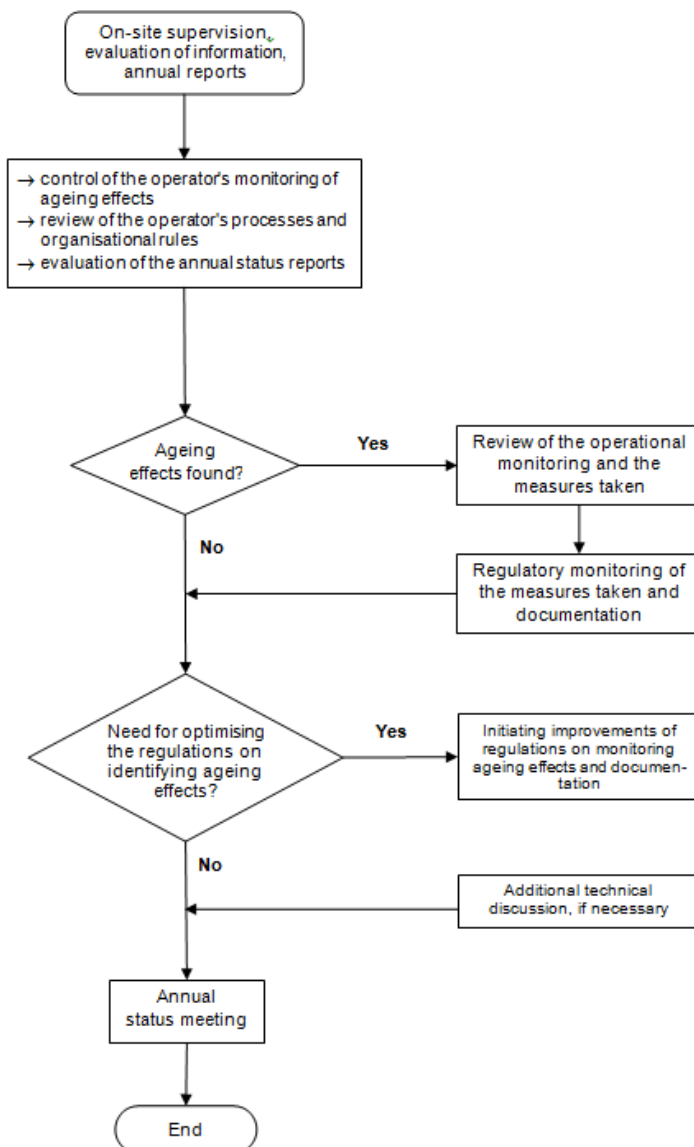 On-site supervision,
evaluation of information,
annual reports
→ control of the operator's monitoring of
ageing effects
→ review of the operator's processes and
organisational rules
→ evaluation of the annual status reports
Ageing
effects found?
Yes
Review of the operational
monitoring and the
measures taken
No
Regulatory monitoring of
the measures taken and
documentation
Need for optimising
the regulations on
identifying ageing
effects?
Yes
Initiating improvements of
regulations on monitoring
ageing effects and documen-
tation
No
Additional technical
discussion, if necessary
Annual
status meeting
End